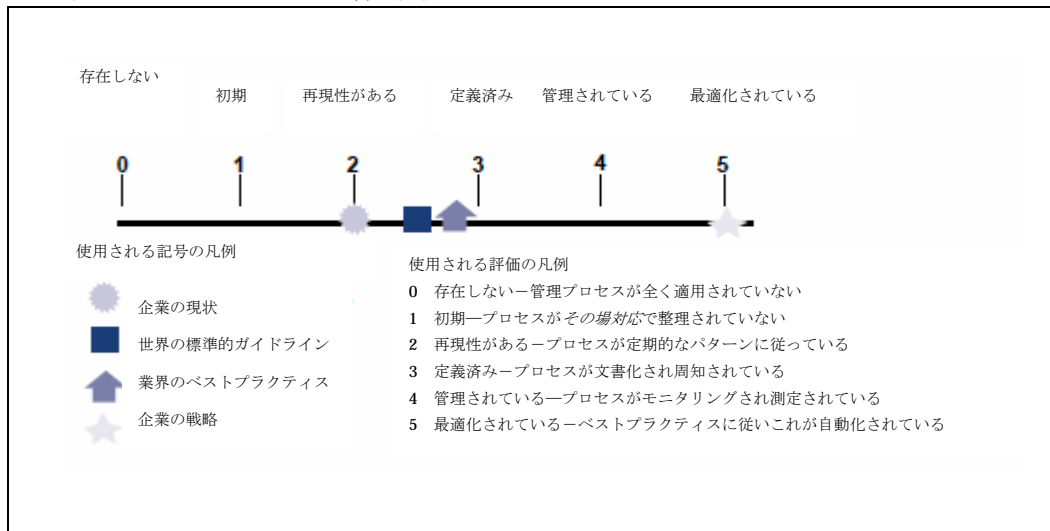 存在しない
初期 再現性がある 定義済み 管理されている 最適化されている
0 1 2 3 4 5
使用される記号の凡例
企業の現状
世界の標準的ガイドライン
業界のベストプラクティス
企業の戦略
使用される評価の凡例
0 存在しない－管理プロセスが全く適用されていない
1 初期―プロセスがその場対応で整理されていない
2 再現性がある－プロセスが定期的なパターンに従っている
3 定義済み－プロセスが文書化され周知されている
4 管理されている―プロセスがモニタリングされ測定されている
5 最適化されている－ベストプラクティスに従いこれが自動化されている